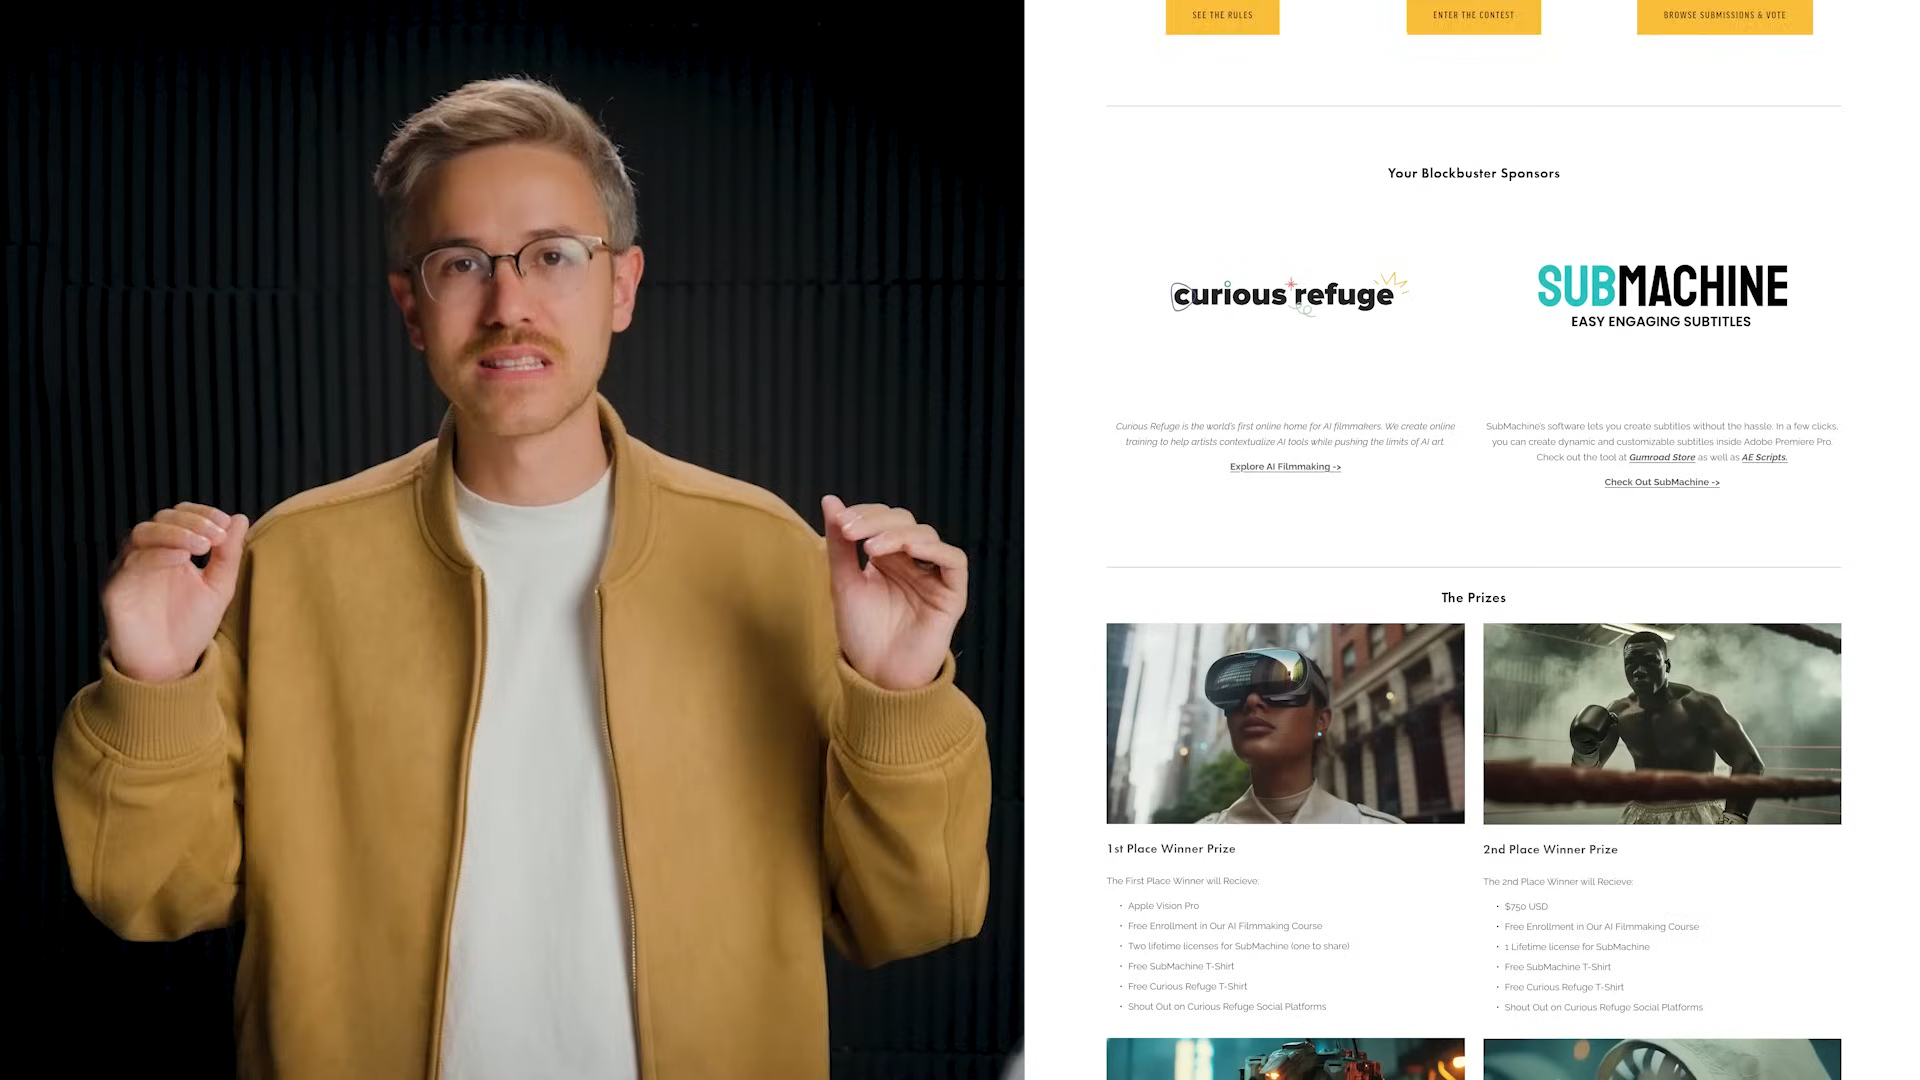 SEE THE RULES
ENTER THE CONTEST
BROWSE SUBMISSIONS & VOTE
Your Blockbuster Sponsors
curious refuge
SUBMACHINE
EASY ENGAGING SUBTITLES
Curious Refuge is the world's first online home for AI filmmakers. We create online
training to help artists contextualize AI tools while pushing the limits of AI art.
Explore AI Filmmaking ->
SubMachine's software lets you create subtitles without the hassle. In a few clicks,
you can create dynamic and customizable subtitles inside Adobe Premiere Pro.
Check out the tool at Gumroad Store as well as AE Scripts.
Check Out SubMachine ->
The Prizes
1st Place Winner Prize
The First Place Winner will Recieve:
• Apple Vision Pro
• Free Enrollment in Our AI Filmmaking Course
• Two lifetime licenses for SubMachine (one to share)
• Free SubMachine T-Shirt
• Free Curious Refuge T-Shirt
• Shout Out on Curious Refuge Social Platforms
2nd Place Winner Prize
The 2nd Place Winner will Recieve:
• $750 USD
• Free Enrollment in Our AI Filmmaking Course
• 1 Lifetime license for SubMachine
• Free SubMachine T-Shirt
• Free Curious Refuge T-Shirt
• Shout Out on Curious Refuge Social Platforms